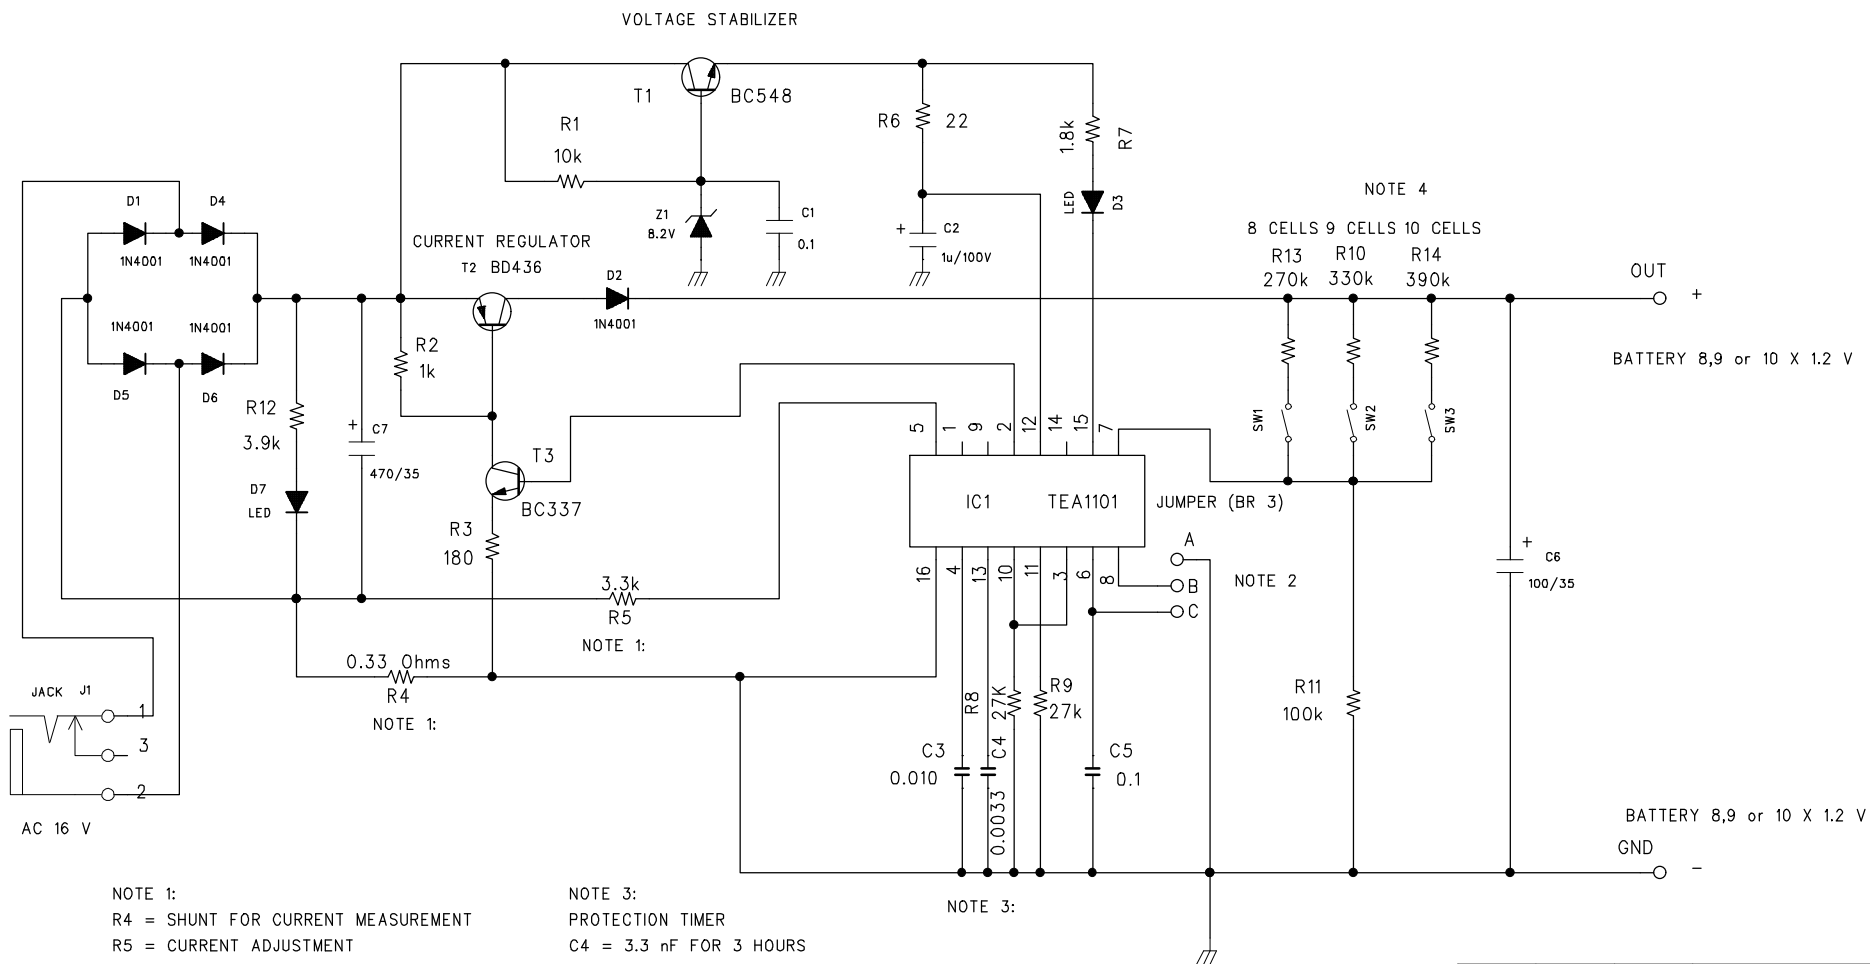 VOLTAGE STABILIZER
T1
BC548
R1
10k
R6
22
1.8k
R7
LED
D3
NOTE 4
8 CELLS 9 CELLS 10 CELLS
R13
270k
R10
330k
R14
390k
D1
D4
1N4001
1N4001
Z1
8.2V
C1
0.1
C2
+
1u/100V
CURRENT REGULATOR
T2 BD436
D2
1N4001
OUT
+
BATTERY 8,9 or 10 X 1.2 V
1N4001
1N4001
D5
D6
R2
1k
R12
3.9k
+
C7
470/35
D7
LED
T3
BC337
R3
180
SW1
SW2
SW3
5
1
9
2
12
14
15
7
IC1
TEA1101
JUMPER (BR 3)
16
4
13
10
11
3
6
8
A
B
C
NOTE 2
+
C6
100/35
3.3k
R5
NOTE 1:
0.33 Ohms
R4
NOTE 1:
JACK
J1
1
3
2
AC 16 V
R8
27K
R9
27k
R11
100k
C3
0.010
C4
0.0033
C5
0.1
BATTERY 8,9 or 10 X 1.2 V
GND
-
NOTE 3:
NOTE 1:
R4 = SHUNT FOR CURRENT MEASUREMENT
R5 = CURRENT ADJUSTMENT
NOTE 3:
PROTECTION TIMER
C4 = 3.3 nF FOR 3 HOURS